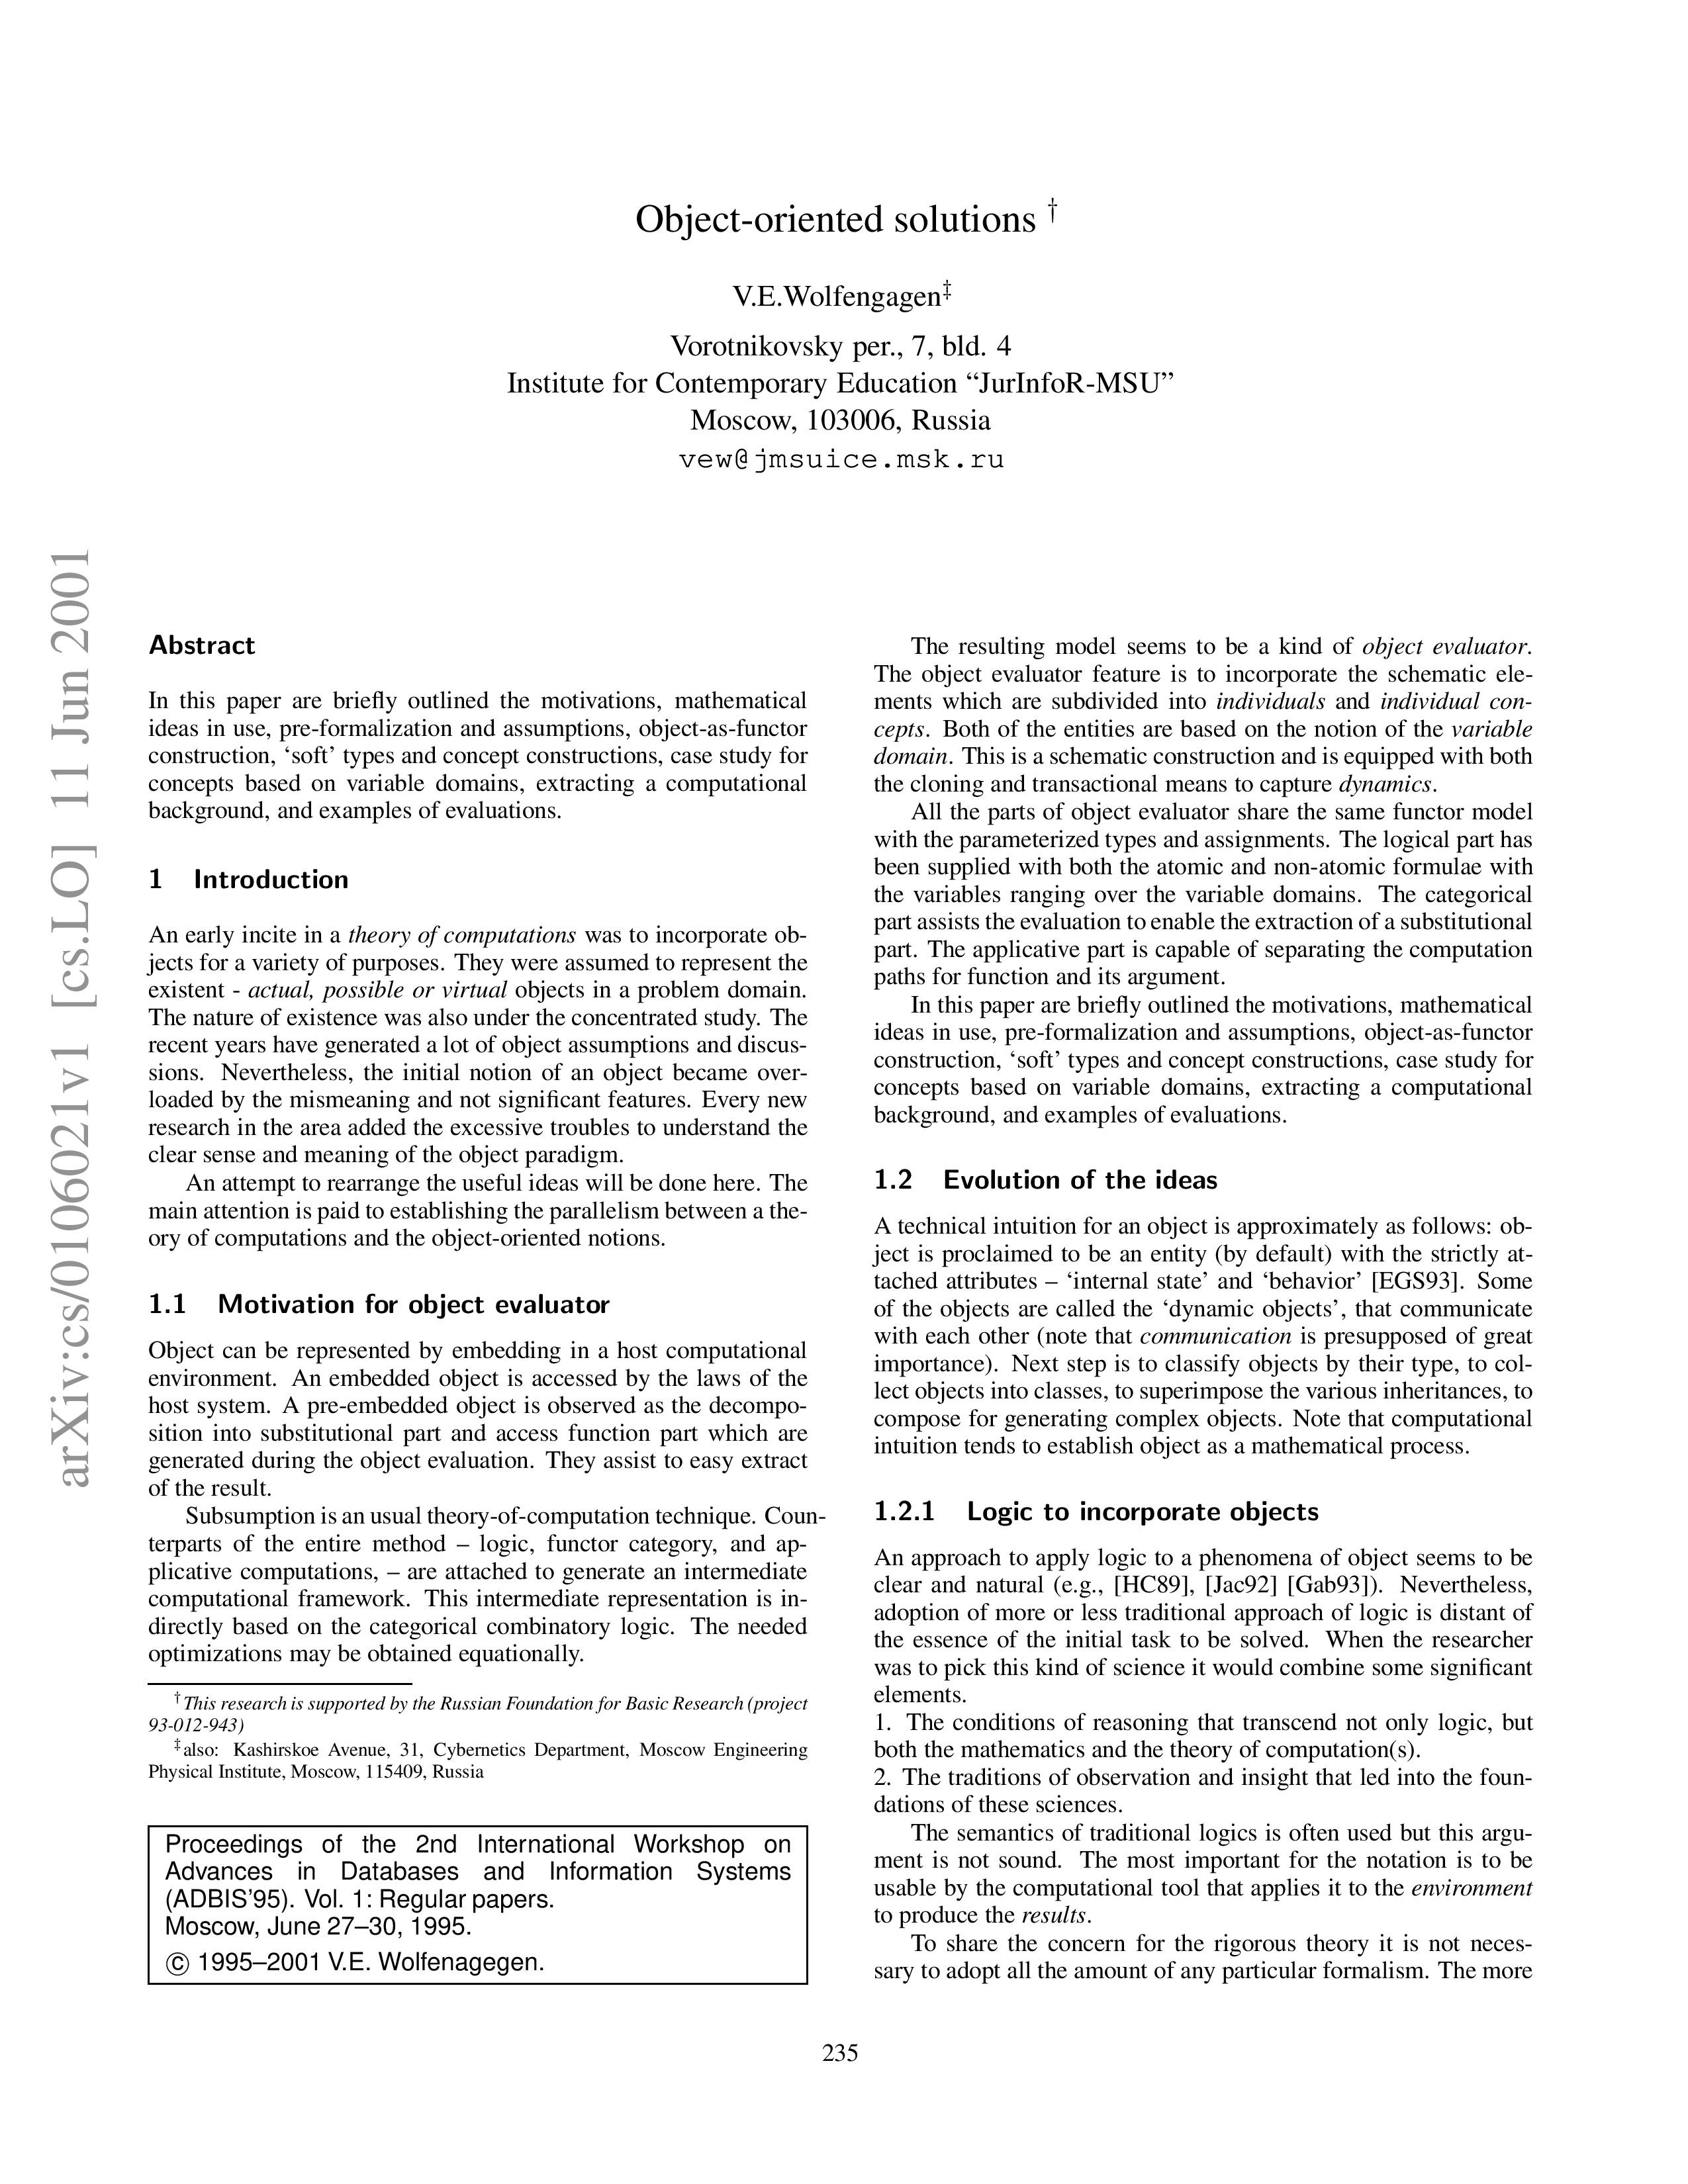 Object-oriented solutions †
V.E.Wolfengagen‡
Vorotnikovsky per., 7, bld. 4
Institute for Contemporary Education “JurInfoR-MSU”
Moscow, 103006, Russia
vew@jmsuice.msk.ru
arXiv:cs/0106021v1 [cs.LO] 11 Jun 2001
Abstract
In this paper are briefly outlined the motivations, mathematical
ideas in use, pre-formalization and assumptions, object-as-functor
construction, ‘soft’ types and concept constructions, case study for
concepts based on variable domains, extracting a computational
background, and examples of evaluations.
1 Introduction
An early incite in a theory of computations was to incorporate ob-
jects for a variety of purposes. They were assumed to represent the
existent - actual, possible or virtual objects in a problem domain.
The nature of existence was also under the concentrated study. The
recent years have generated a lot of object assumptions and discus-
sions. Nevertheless, the initial notion of an object became over-
loaded by the mismeaning and not significant features. Every new
research in the area added the excessive troubles to understand the
clear sense and meaning of the object paradigm.
An attempt to rearrange the useful ideas will be done here. The
main attention is paid to establishing the parallelism between a the-
ory of computations and the object-oriented notions.
1.1 Motivation for object evaluator
Object can be represented by embedding in a host computational
environment. An embedded object is accessed by the laws of the
host system. A pre-embedded object is observed as the decompo-
sition into substitutional part and access function part which are
generated during the object evaluation. They assist to easy extract
of the result.
Subsumption is an usual theory-of-computation technique. Coun-
terparts of the entire method – logic, functor category, and ap-
plicative computations, – are attached to generate an intermediate
computational framework. This intermediate representation is in-
directly based on the categorical combinatory logic. The needed
optimizations may be obtained equationally.
†This research is supported by the Russian Foundation for Basic Research (project
93-012-943)
‡also: Kashirskoe Avenue, 31, Cybernetics Department, Moscow Engineering
Physical Institute, Moscow, 115409, Russia
Proceedings of the 2nd International Workshop on
Advances in Databases and Information Systems
(ADBIS’95). Vol. 1: Regular papers.
Moscow, June 27–30, 1995.
© 1995–2001 V.E. Wolfenagegen.
The resulting model seems to be a kind of object evaluator.
The object evaluator feature is to incorporate the schematic ele-
ments which are subdivided into individuals and individual con-
cepts. Both of the entities are based on the notion of the variable
domain. This is a schematic construction and is equipped with both
the cloning and transactional means to capture dynamics.
All the parts of object evaluator share the same functor model
with the parameterized types and assignments. The logical part has
been supplied with both the atomic and non-atomic formulae with
the variables ranging over the variable domains. The categorical
part assists the evaluation to enable the extraction of a substitutional
part. The applicative part is capable of separating the computation
paths for function and its argument.
In this paper are briefly outlined the motivations, mathematical
ideas in use, pre-formalization and assumptions, object-as-functor
construction, ‘soft’ types and concept constructions, case study for
concepts based on variable domains, extracting a computational
background, and examples of evaluations.
1.2 Evolution of the ideas
A technical intuition for an object is approximately as follows: ob-
ject is proclaimed to be an entity (by default) with the strictly at-
tached attributes – ‘internal state’ and ‘behavior’ [EGS93]. Some
of the objects are called the ‘dynamic objects’, that communicate
with each other (note that communication is presupposed of great
importance). Next step is to classify objects by their type, to col-
lect objects into classes, to superimpose the various inheritances, to
compose for generating complex objects. Note that computational
intuition tends to establish object as a mathematical process.
1.2.1 Logic to incorporate objects
An approach to apply logic to a phenomena of object seems to be
clear and natural (e.g., [HC89], [Jac92] [Gab93]). Nevertheless,
adoption of more or less traditional approach of logic is distant of
the essence of the initial task to be solved. When the researcher
was to pick this kind of science it would combine some significant
elements.
1. The conditions of reasoning that transcend not only logic, but
both the mathematics and the theory of computation(s).
2. The traditions of observation and insight that led into the foun-
dations of these sciences.
The semantics of traditional logics is often used but this argu-
ment is not sound. The most important for the notation is to be
usable by the computational tool that applies it to the environment
to produce the results.
To share the concern for the rigorous theory it is not neces-
sary to adopt all the amount of any particular formalism. The more
235